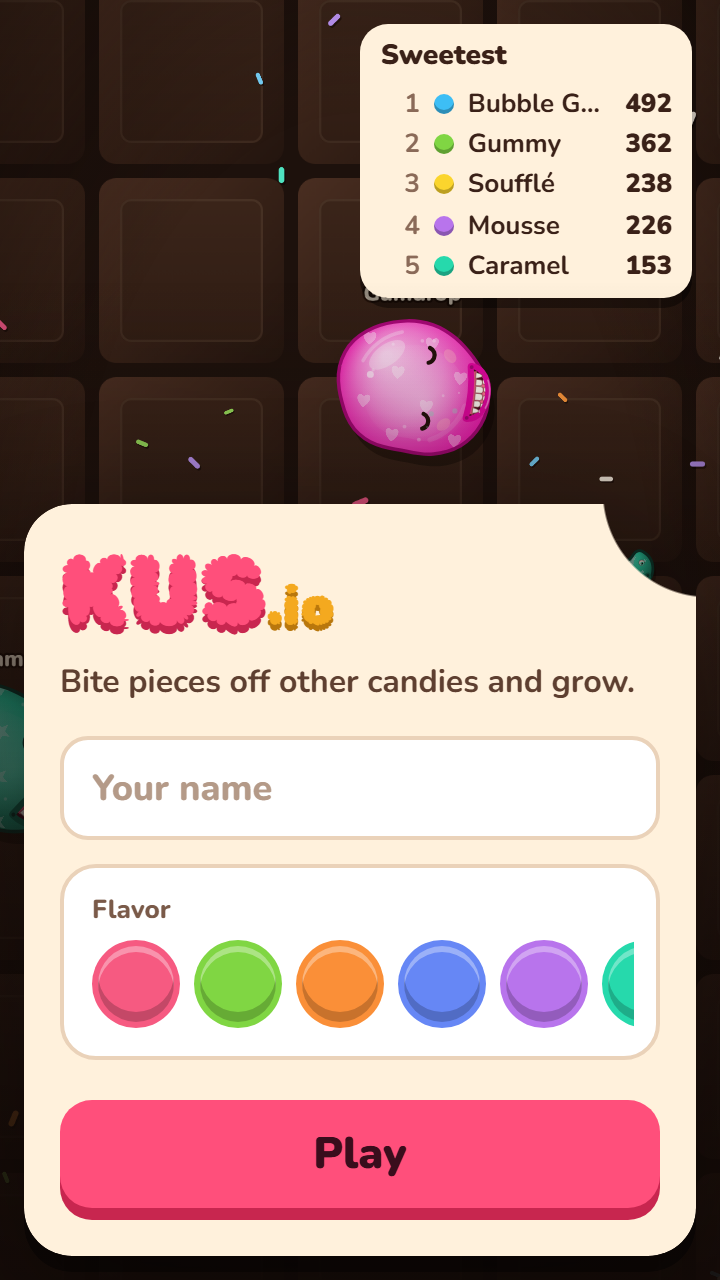 Sweetest
1 Bubble G... 492
2 Gummy 362
3 Soufflé 238
4 Mousse 226
5 Caramel 153
KUS.io
Bite pieces off other candies and grow.
Your name
Flavor
Play